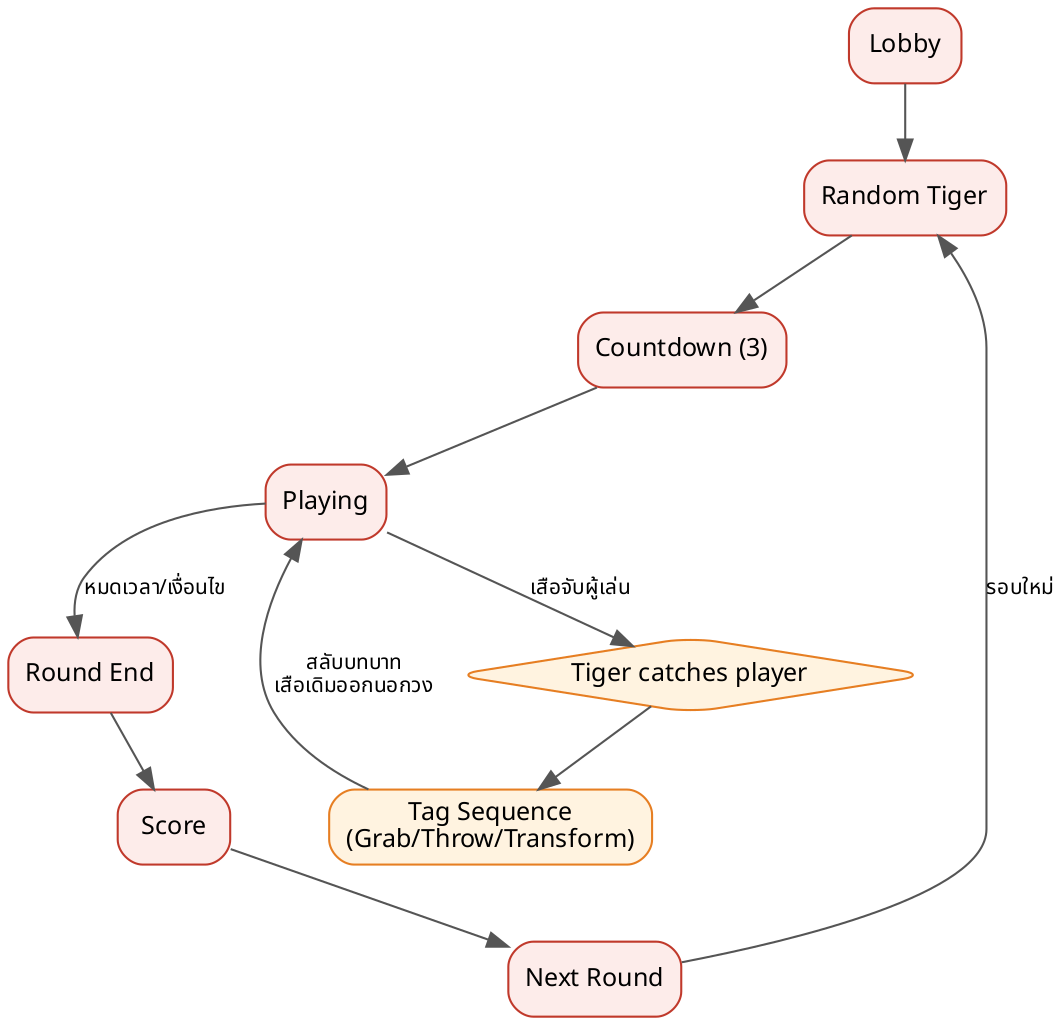 Lobby
Random Tiger
Countdown (3)
Playing
หมดเวลา/เงื่อนไข
เสือจับผู้เล่น
รอบใหม่
Round End
สลับบทบาท
เสือเดิมออกนอกวง
Tiger catches player
Score
Tag Sequence
(Grab/Throw/Transform)
Next Round